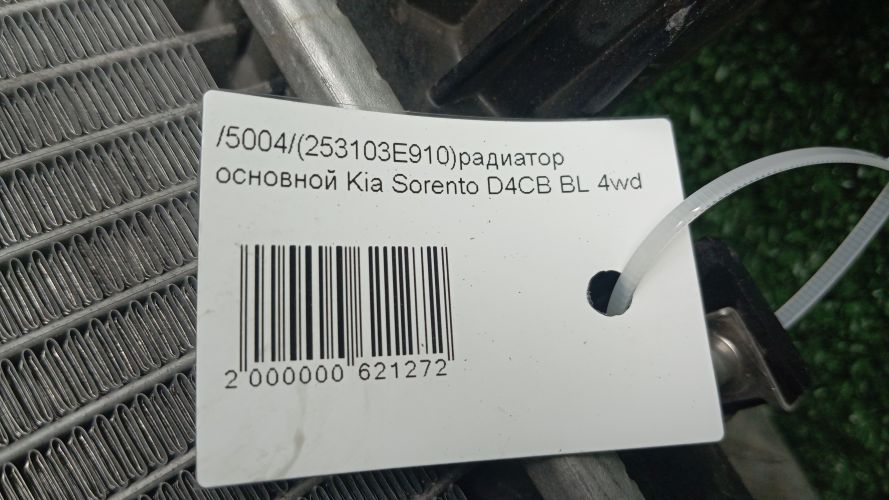 /5004/(253103E910)радиатор
основной Kia Sorento D4CB BL 4wd
2 000000 621272